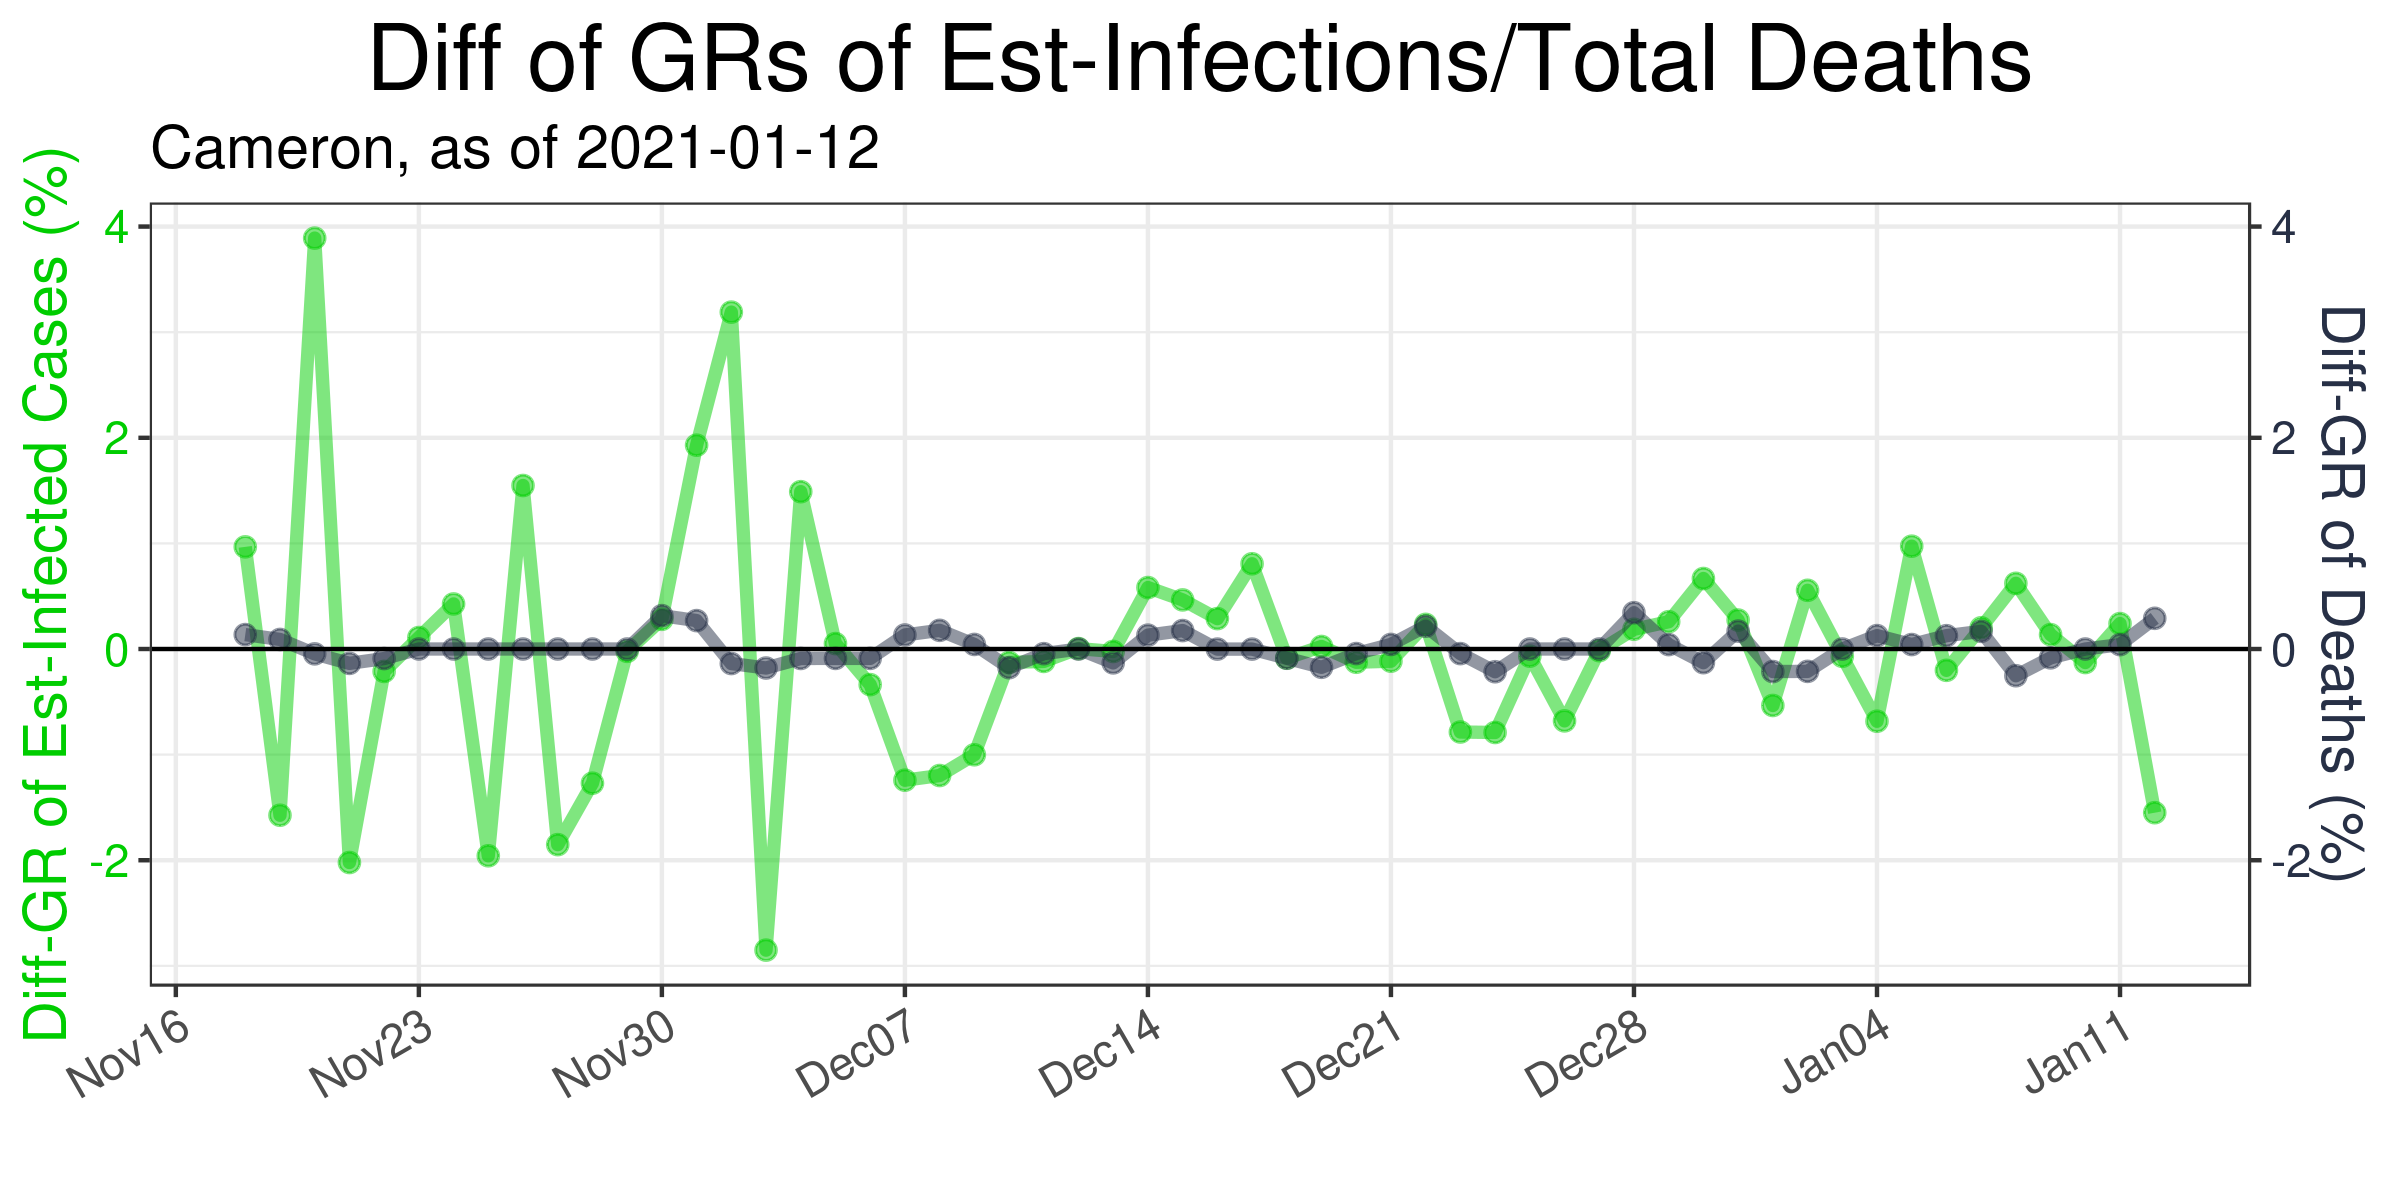 Diff of GRs of Est-Infections/Total Deaths
Cameron, as of 2021-01-12
Diff-GR of Est-Infected Cases (%)
4
2
0
-2
4
2
0
-2
Diff-GR of Deaths (%)
Nov16
Nov23
Nov30
Dec07
Dec14
Dec21
Dec28
Jan04
Jan11